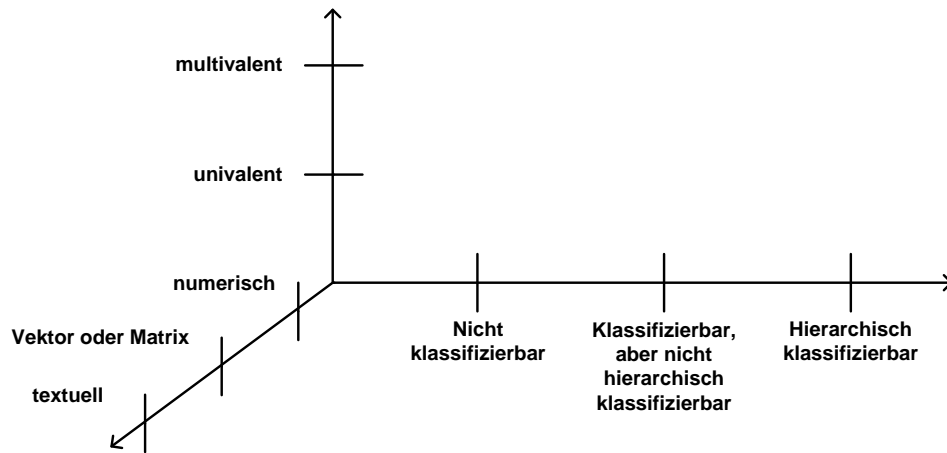 multivalent
univalent
numerisch
Vektor oder Matrix
textuell
Nicht
klassifizierbar
Klassifizierbar,
aber nicht
hierarchisch
klassifizierbar
Hierarchisch
klassifizierbar